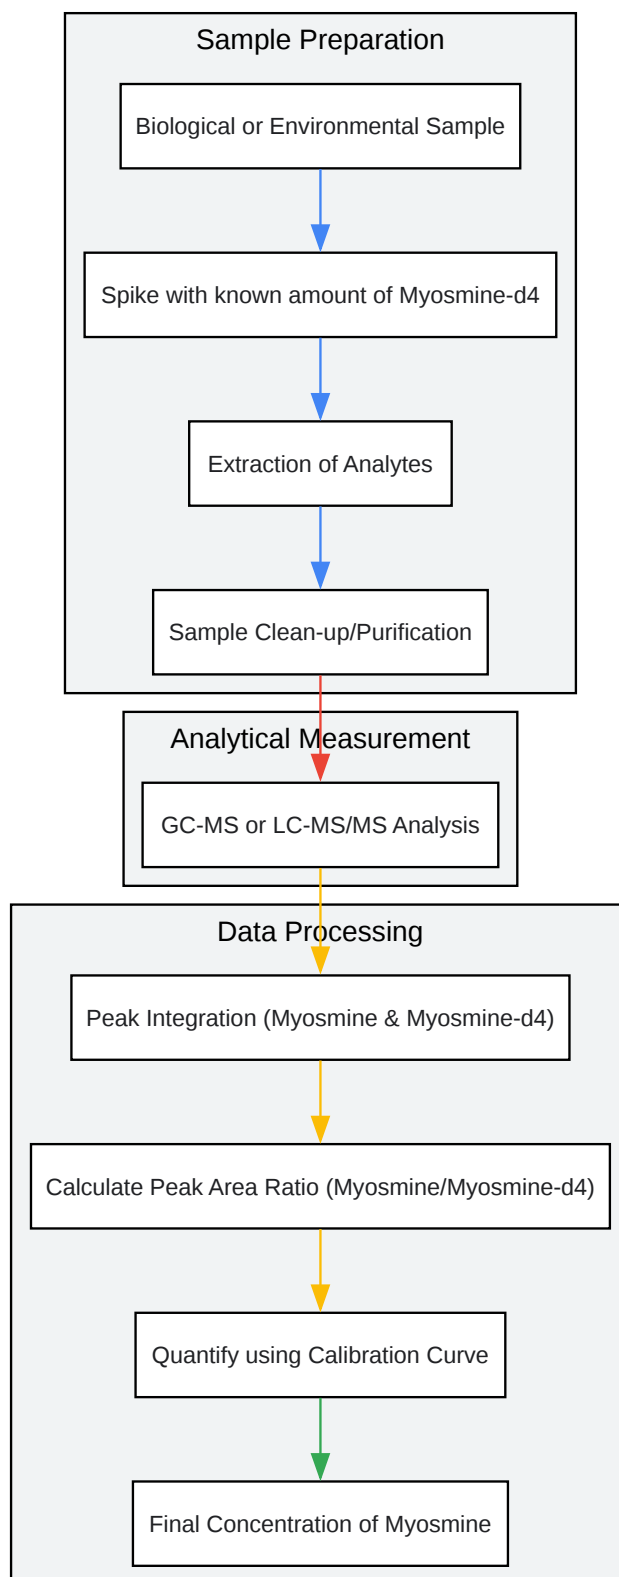 Sample Preparation
Biological or Environmental Sample
Spike with known amount of Myosmine-d4
Extraction of Analytes
Sample Clean-up/Purification
Analytical Measurement
GC-MS or LC-MS/MS Analysis
Data Processing
Peak Integration (Myosmine & Myosmine-d4)
Calculate Peak Area Ratio (Myosmine/Myosmine-d4)
Quantify using Calibration Curve
Final Concentration of Myosmine